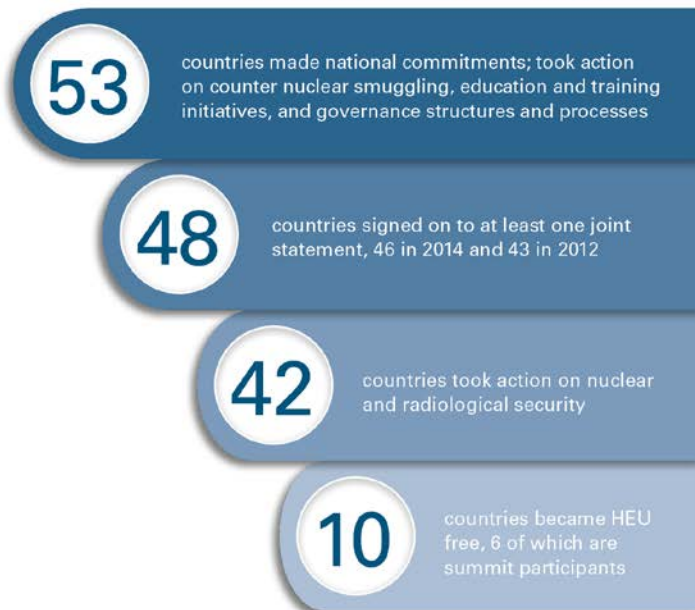 53
countries made national commitments; took action
on counter nuclear smuggling, education and training
initiatives, and governance structures and processes
48
countries signed on to at least one joint
statement, 46 in 2014 and 43 in 2012
42
countries took action on nuclear
and radiological security
10
countries became HEU
free, 6 of which are
summit participants